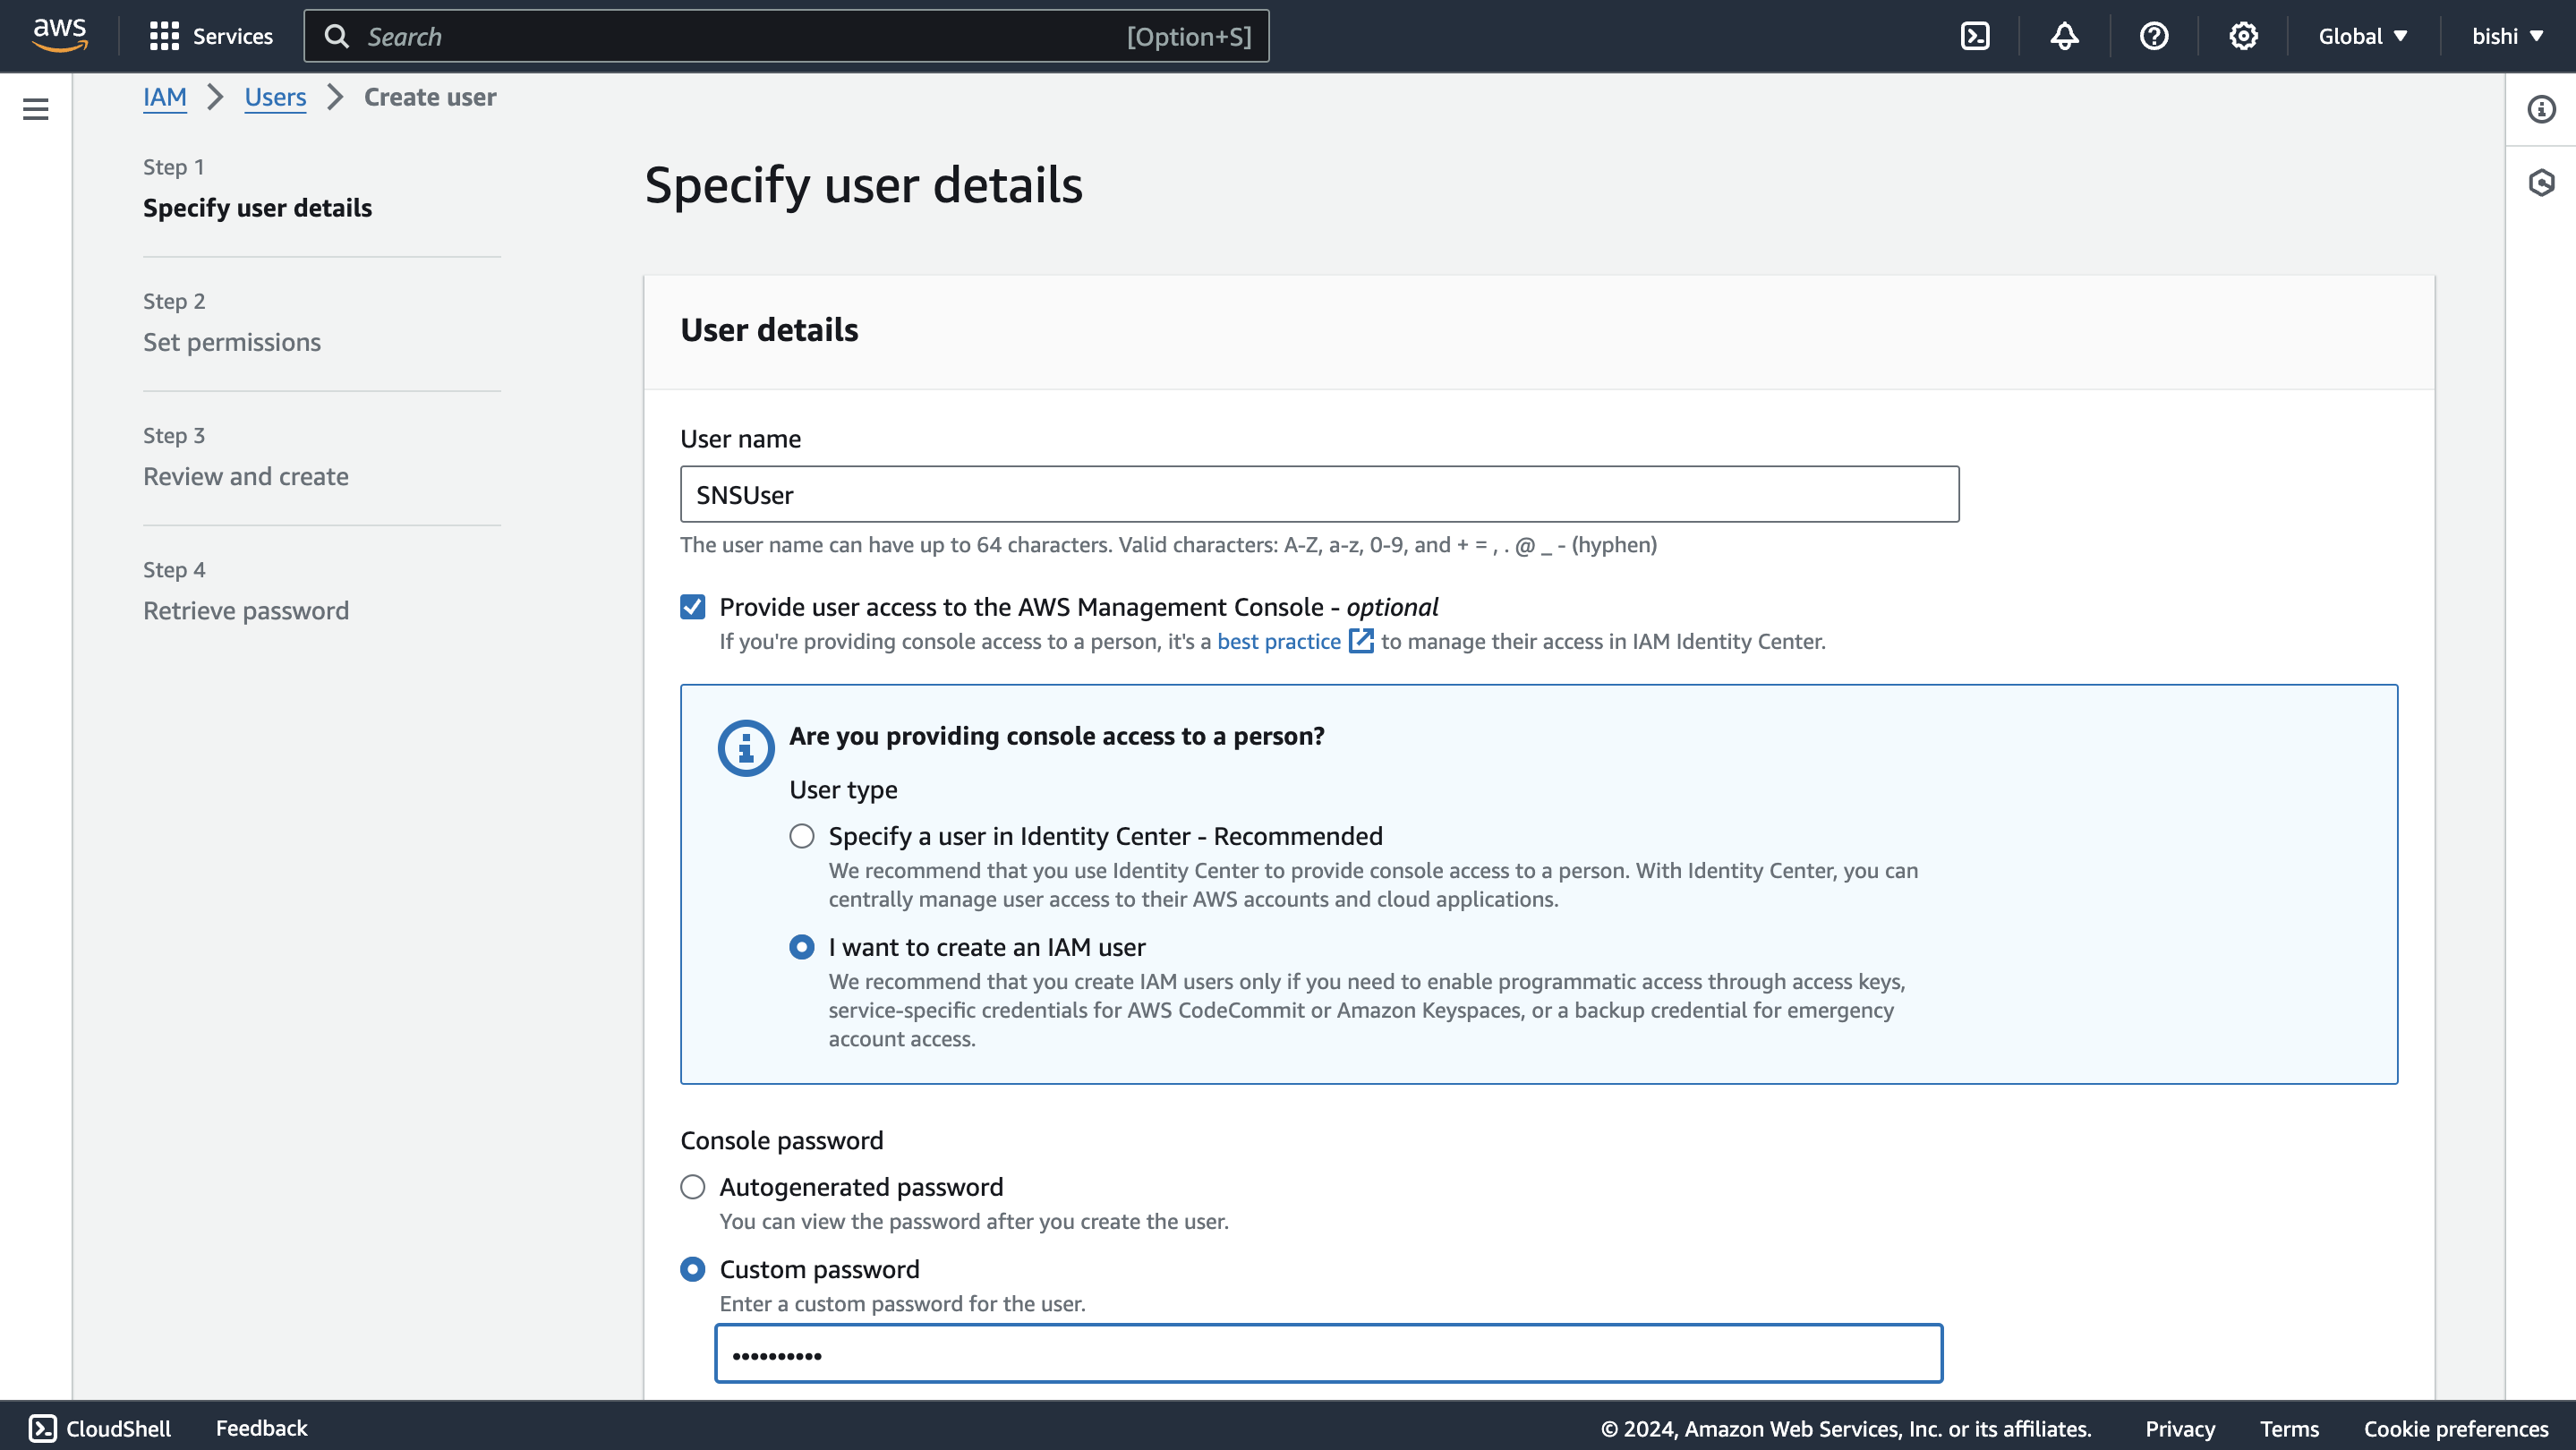 aws
Services
Search
[Option+S]
Global
bishi
IAM
Users
Create user
Step 1
Specify user details
Step 2
Set permissions
Step 3
Review and create
Step 4
Retrieve password
Specify user details
User details
User name
SNSUser
The user name can have up to 64 characters. Valid characters: A-Z, a-z, 0-9, and + = , . @ _ - (hyphen)
Provide user access to the AWS Management Console - optional
If you're providing console access to a person, it's a best practice to manage their access in IAM Identity Center.
Are you providing console access to a person?
User type
Specify a user in Identity Center - Recommended
We recommend that you use Identity Center to provide console access to a person. With Identity Center, you can
centrally manage user access to their AWS accounts and cloud applications.
I want to create an IAM user
We recommend that you create IAM users only if you need to enable programmatic access through access keys,
service-specific credentials for AWS CodeCommit or Amazon Keyspaces, or a backup credential for emergency
account access.
Console password
Autogenerated password
You can view the password after you create the user.
Custom password
Enter a custom password for the user.
••••••••••
CloudShell
Feedback
© 2024, Amazon Web Services, Inc. or its affiliates.
Privacy
Terms
Cookie preferences